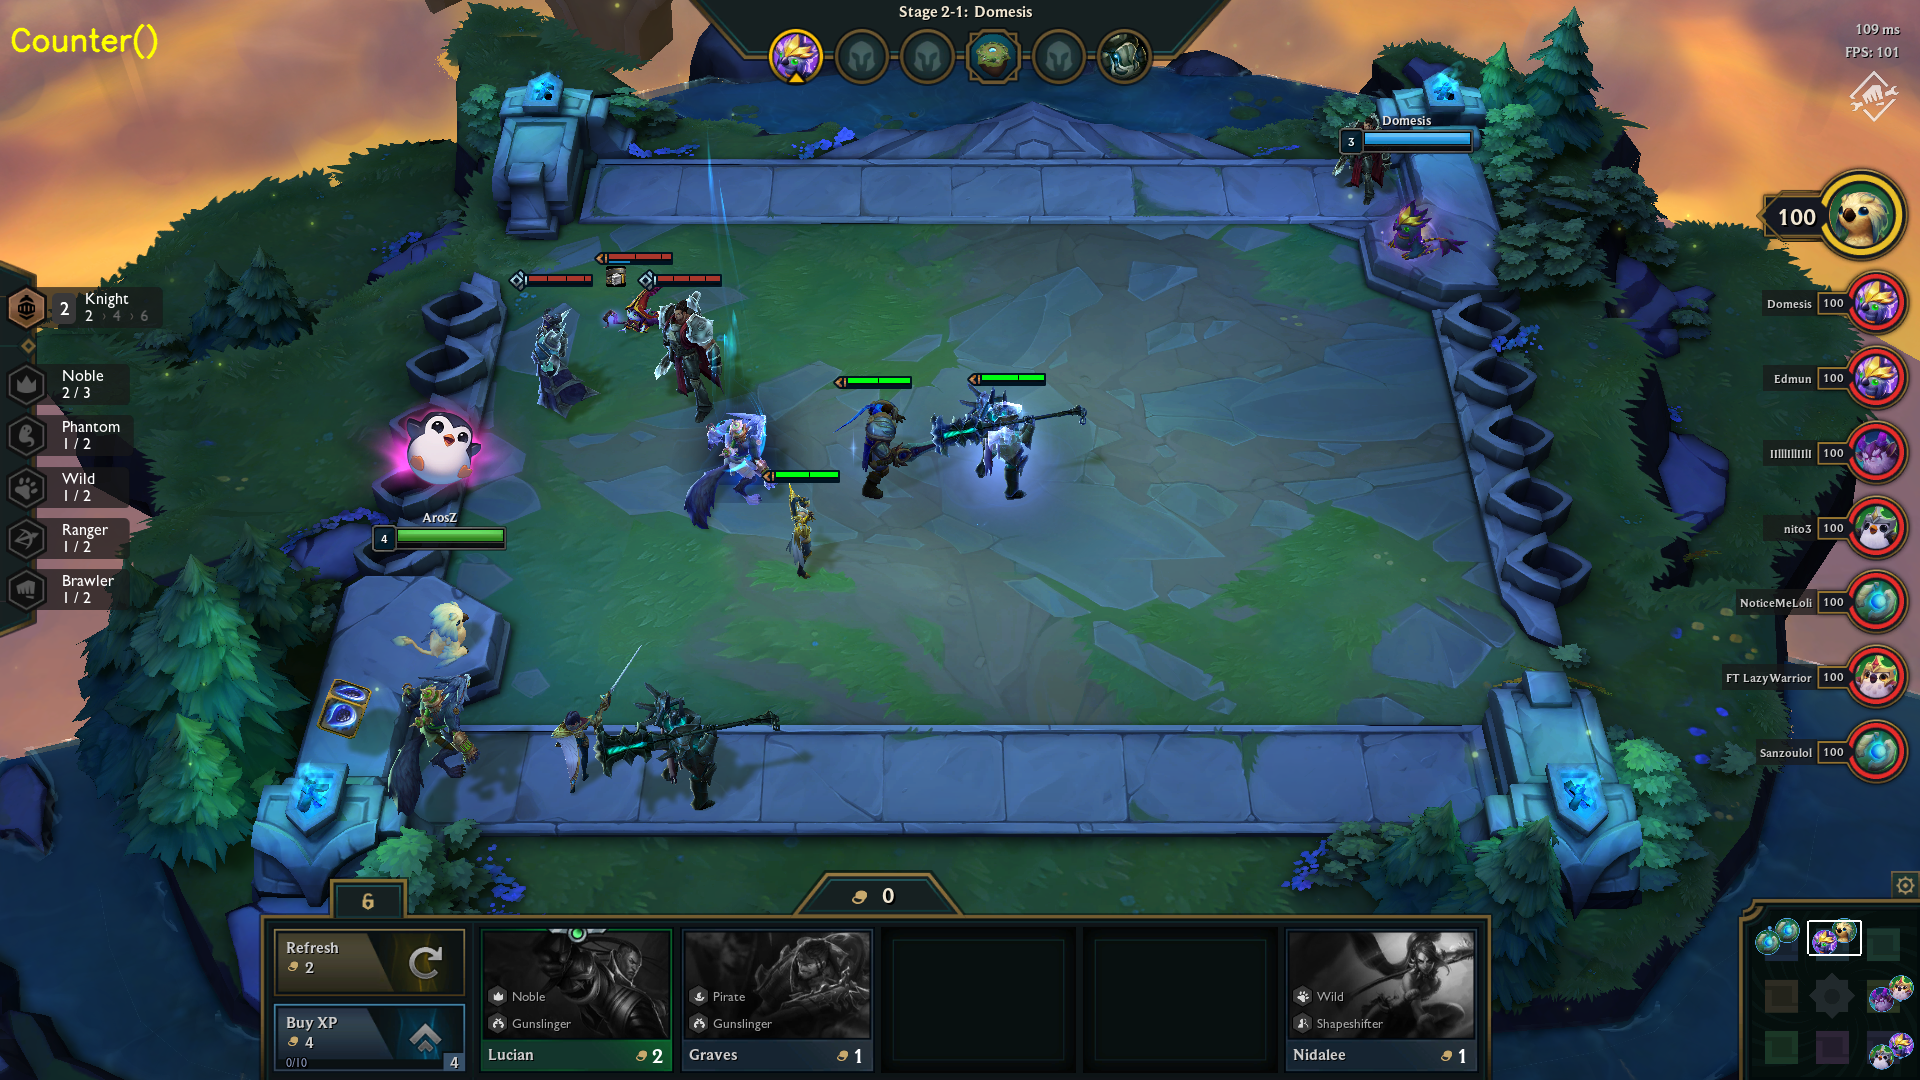 Stage 2-1: Domesis
Counter()
109 ms
FPS: 101
Domesis
3
100
Domesis 100
Edmun 100
IIIIIIIIIIII 100
nito3 100
NoticeMeLoli 100
FT LazyWarrior 100
Sanzoulol 100
2 Knight
2 › 4 › 6
Noble
2 / 3
Phantom
1 / 2
Wild
1 / 2
Ranger
1 / 2
Brawler
1 / 2
ArosZ
4
6
0
Refresh
2
Buy XP
4
0/10
4
Noble
Gunslinger
Lucian 2
Pirate
Gunslinger
Graves 1
Wild
Shapeshifter
Nidalee 1